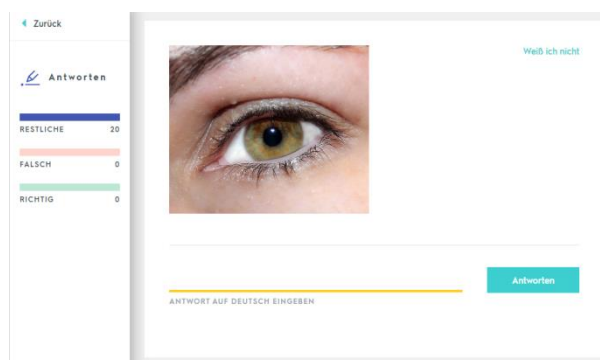 Zurück
Weiß ich nicht
Antworten
RESTLICHE 20
FALSCH 0
RICHTIG 0
Antworten
ANTWORT AUF DEUTSCH EINGEBEN